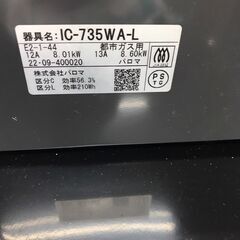 器具名:IC-735WA-L
E2-1-44 都市ガス用
12A 8.01kW 13A 8.60kW
22·09-400020 パロマ
株式会社パロマ
区分C 効率56.3%
区分L 効率210Wh
PS
TG